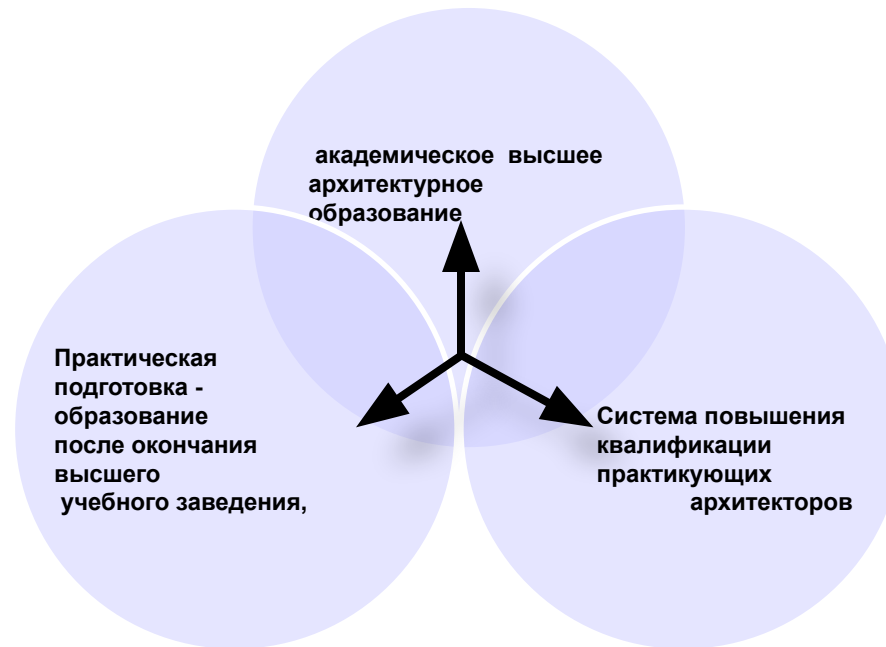 академическое высшее
архитектурное
образование
Практическая
подготовка -
образование
после окончания
высшего
учебного заведения,
Система повышения
квалификации
практикующих
архитекторов